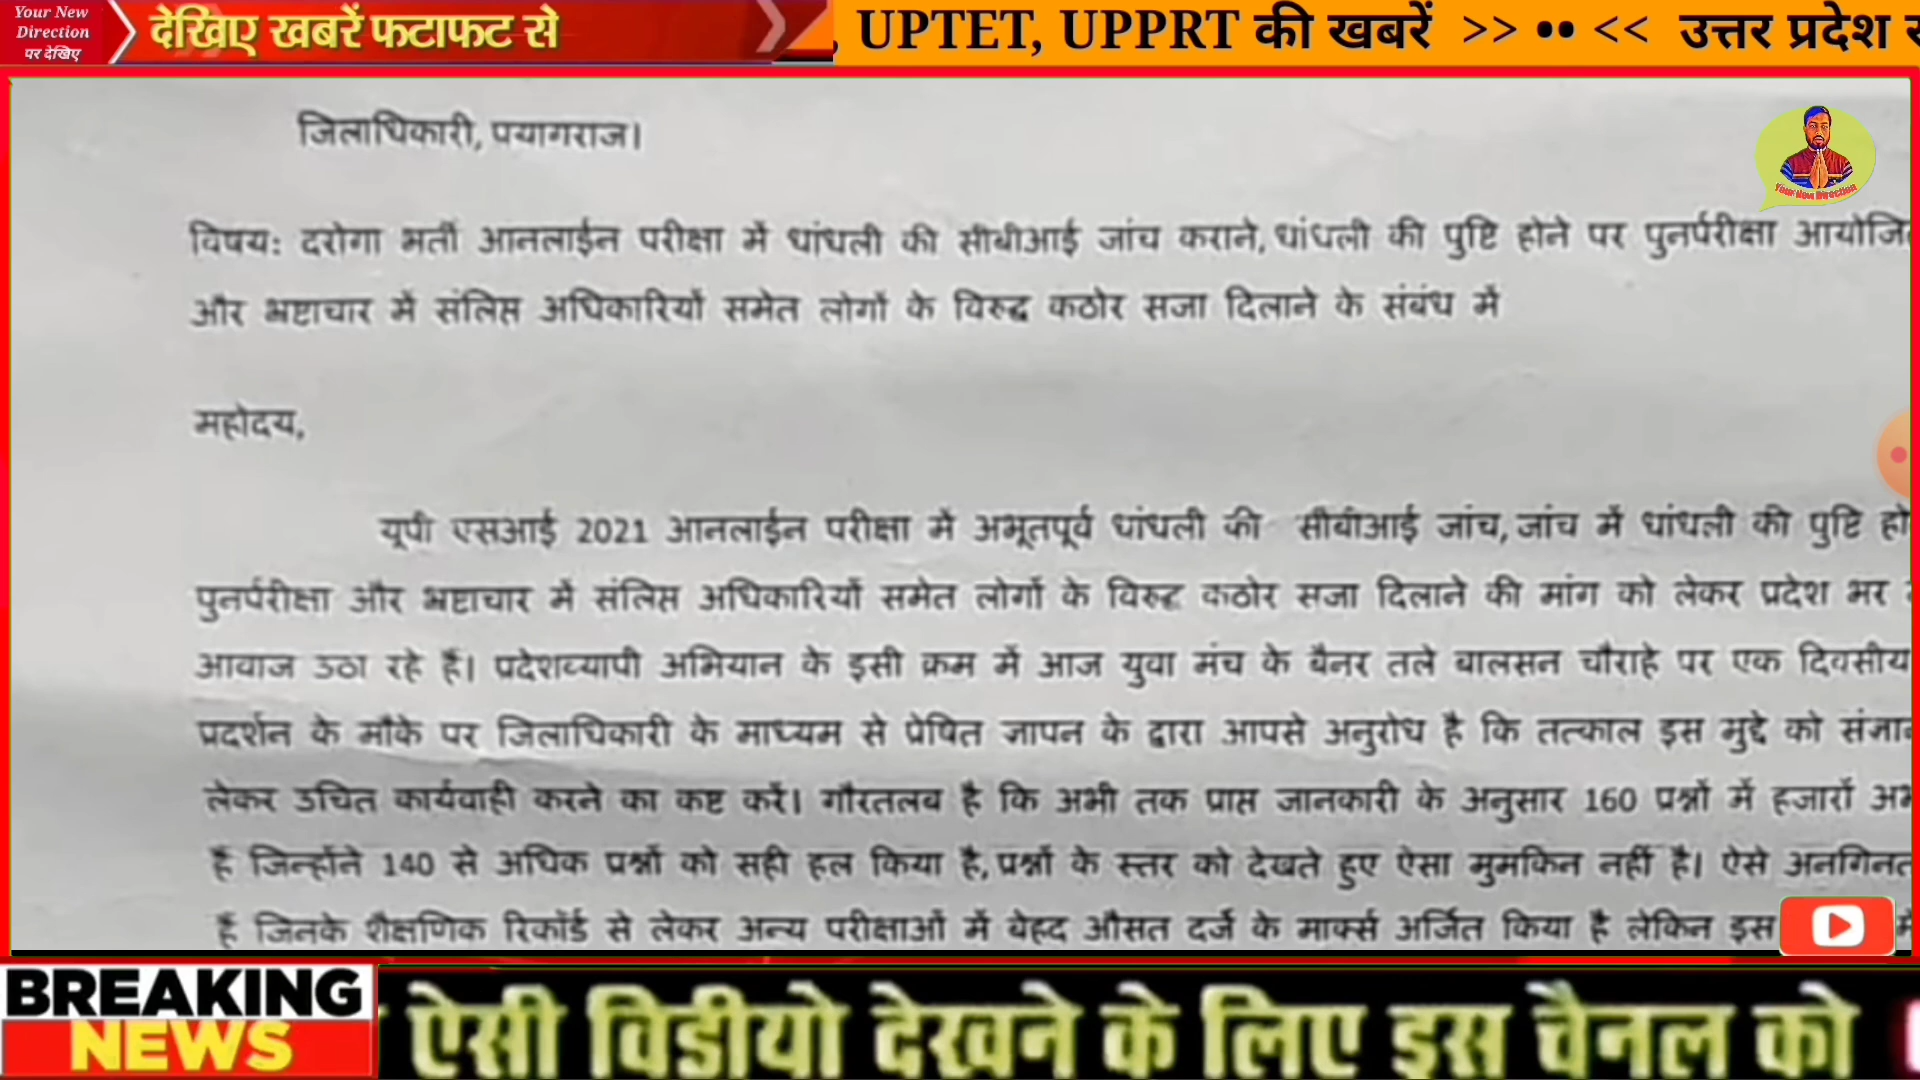 Your New
Direction
पर देखिए
देखिए खबरें फटाफट से
, UPTET, UPPRT की खबरें >> •• << उत्तर प्रदेश
जिलाधिकारी, पयागराज।
Your New Direction
विषय: दरोगा भर्ती आनलाईन परीक्षा में धांधली की सीबीआई जांच कराने, धांधली की पुष्टि होने पर पुनर्परीक्षा
और भ्रष्टाचार में संलिप्त अधिकारियों समेत लोगों के विरुद्ध कठोर सजा दिलाने के संबंध में
महोदय,
यूपी एसआई 2021 आनलाईन परीक्षा में अभूतपूर्व धांधली की सीबीआई जांच, जांच में धांधली की पुष्टि
पुनर्परीक्षा और भ्रष्टाचार में संलिप्त अधिकारियों समेत लोगों के विरुद्ध कठोर सजा दिलाने की मांग को लेकर प्रदेश भर
आवाज उठा रहे हैं। प्रदेशव्यापी अभियान के इसी क्रम में आज युवा मंच के बैनर तले बालसन चौराहे पर एक दिवसीय
प्रदर्शन के मौके पर जिलाधिकारी के माध्यम से प्रेषित ज्ञापन के द्वारा आपसे अनुरोध है कि तत्काल इस मुद्दे को
लेकर उचित कार्यवाही करने का कष्ट करें। गौरतलब है कि अभी तक प्राप्त जानकारी के अनुसार 160 प्रश्नों में हजारों
हैं जिन्होंने 140 से अधिक प्रश्नों को सही हल किया है, प्रश्नों के स्तर को देखते हुए ऐसा मुमकिन नहीं है। ऐसे अनगिनत
हैं जिनके शैक्षणिक रिकॉर्ड से लेकर अन्य परीक्षाओं में बेहद औसत दर्जे के मार्क्स अर्जित किया है लेकिन इस
BREAKING
NEWS
ऐसी विडीयो देखने के लिए इस चैनल को